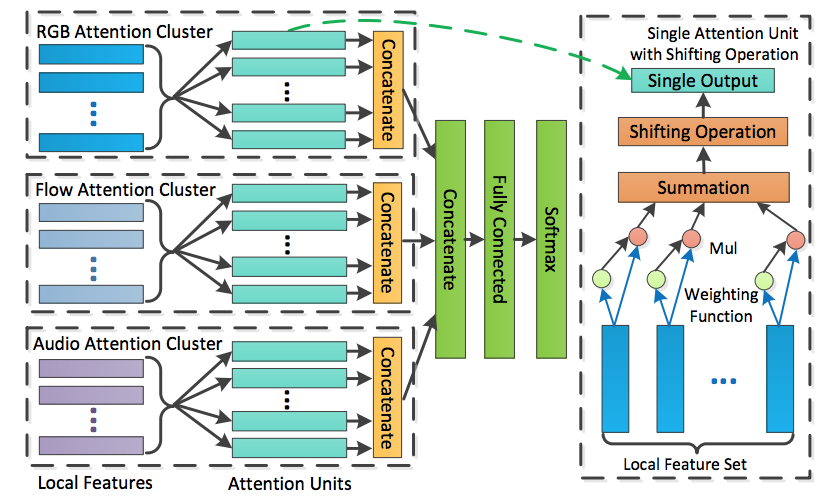 RGB Attention Cluster
Concatenate
Flow Attention Cluster
Concatenate
Audio Attention Cluster
Concatenate
Local Features
Attention Units
Concatenate
Fully Connected
Softmax
Single Attention Unit
with Shifting Operation
Single Output
Shifting Operation
Summation
Mul
Weighting
Function
Local Feature Set